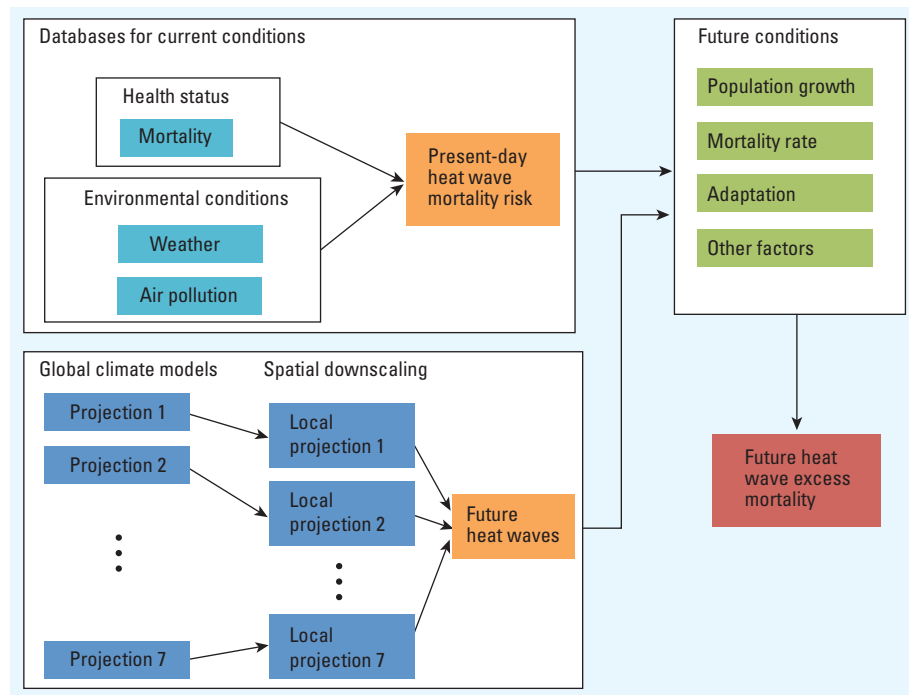 Databases for current conditions
Health status
Mortality
Environmental conditions
Weather
Air pollution
Present-day
heat wave
mortality risk
Future conditions
Population growth
Mortality rate
Adaptation
Other factors
Global climate models
Spatial downscaling
Projection 1
Projection 2
Projection 7
Local
projection 1
Local
projection 2
Local
projection 7
Future
heat waves
Future heat
wave excess
mortality